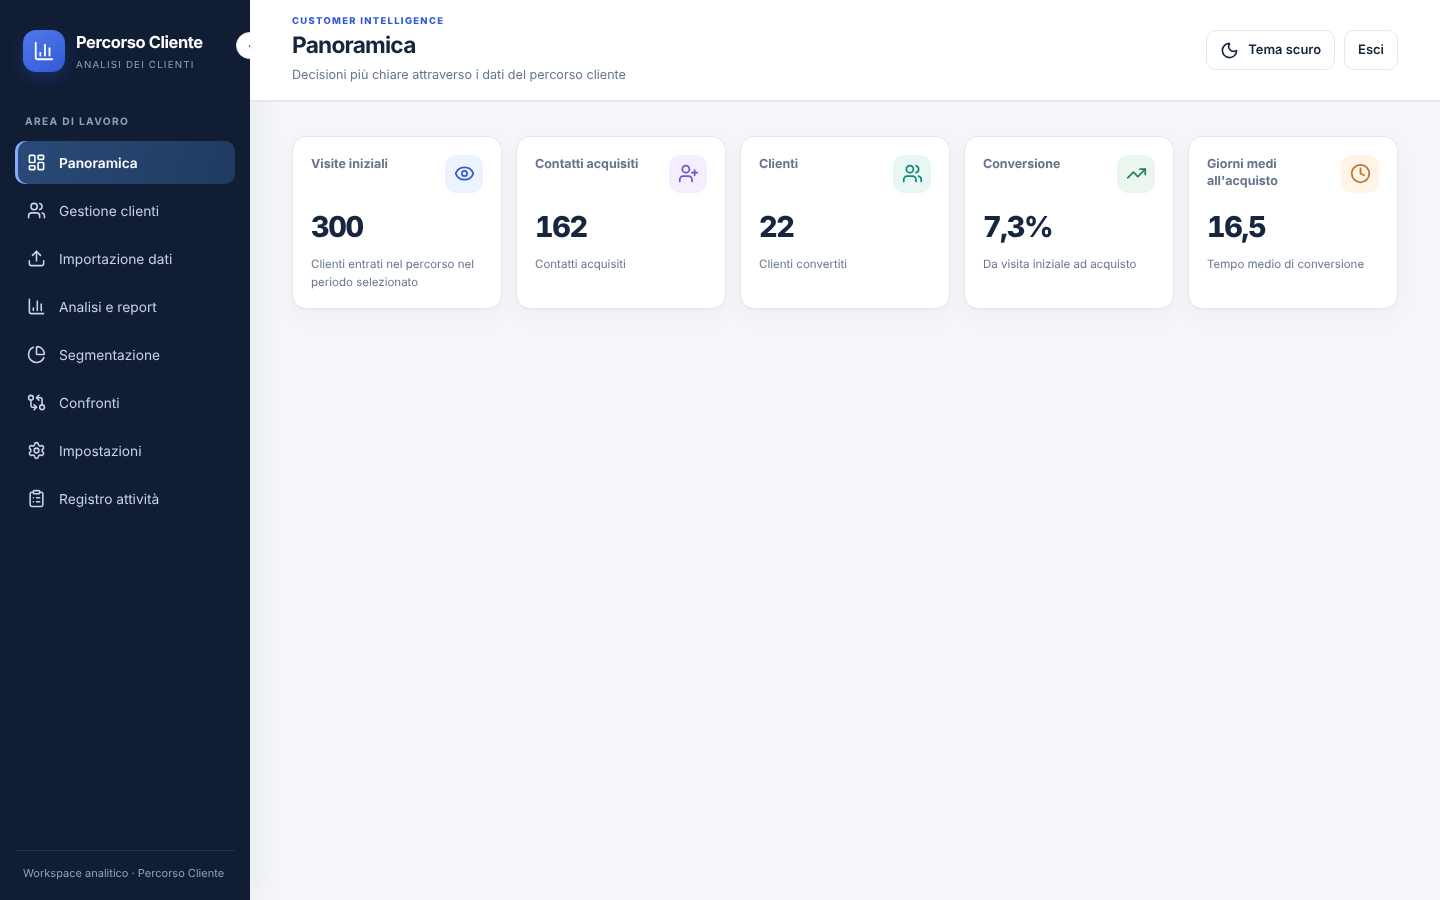 Percorso Cliente
ANALISI DEI CLIENTI
AREA DI LAVORO
Panoramica
Gestione clienti
Importazione dati
Analisi e report
Segmentazione
Confronti
Impostazioni
Registro attività
Workspace analitico · Percorso Cliente
CUSTOMER INTELLIGENCE
Panoramica
Decisioni più chiare attraverso i dati del percorso cliente
Tema scuro
Esci
Visite iniziali
300
Clienti entrati nel percorso nel
periodo selezionato
Contatti acquisiti
162
Contatti acquisiti
Clienti
22
Clienti convertiti
Conversione
7,3%
Da visita iniziale ad acquisto
Giorni medi
all'acquisto
16,5
Tempo medio di conversione